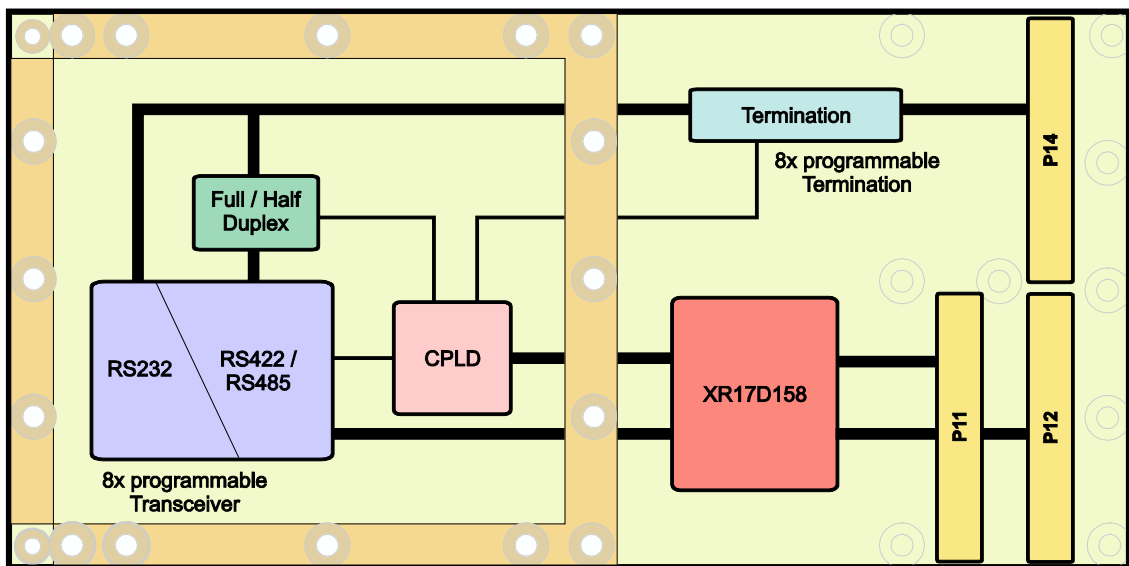 Termination
8x programmable
Termination
P14
Full / Half
Duplex
RS232
RS422 /
RS485
CPLD
XR17D158
P11
P12
8x programmable
Transceiver